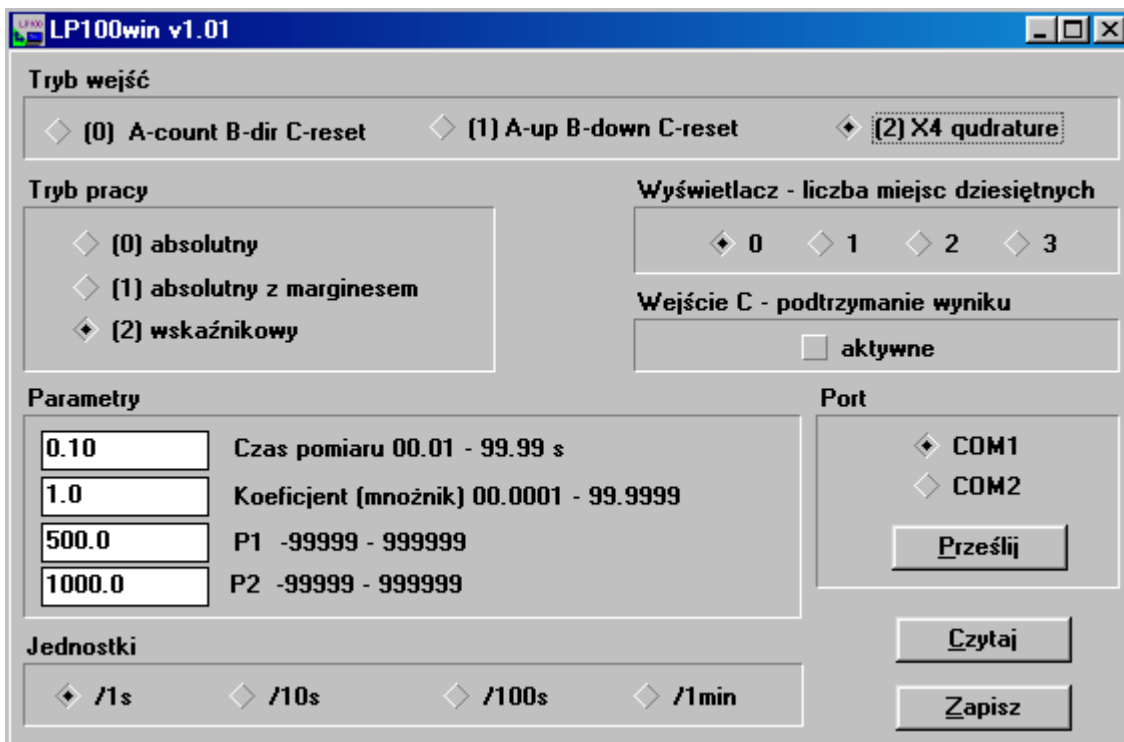 LP100win v1.01
Tryb wejść
(0) A-count B-dir C-reset
(1) A-up B-down C-reset
(2) X4 qudrature
Tryb pracy
(0) absolutny
(1) absolutny z marginesem
(2) wskaźnikowy
Wyświetlacz - liczba miejsc dziesiętnych
0 1 2 3
Wejście C - podtrzymanie wyniku
aktywne
Parametry
0.10 Czas pomiaru 00.01 - 99.99 s
1.0 Koeficjent (mnożnik) 00.0001 - 99.9999
500.0 P1 -99999 - 999999
1000.0 P2 -99999 - 999999
Port
COM1
COM2
Prześlij
Jednostki
/1s /10s /100s /1min
Czytaj
Zapisz